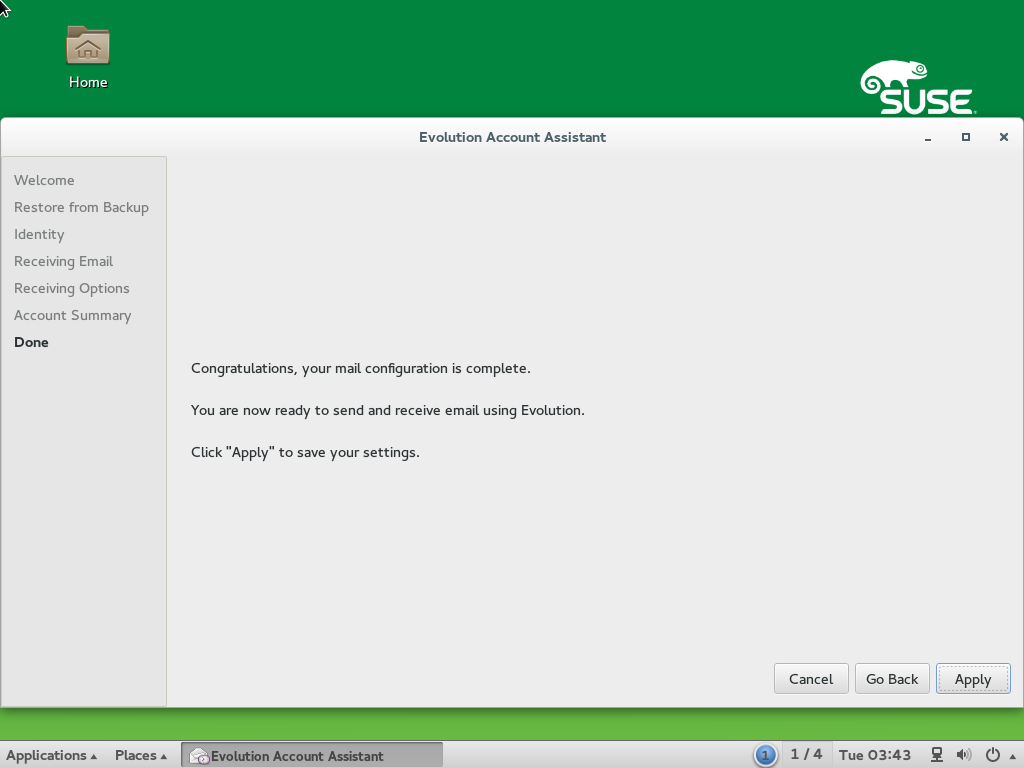 Home
SUSE
Evolution Account Assistant
Welcome
Restore from Backup
Identity
Receiving Email
Receiving Options
Account Summary
Done
Congratulations, your mail configuration is complete.
You are now ready to send and receive email using Evolution.
Click "Apply" to save your settings.
Cancel Go Back Apply
Applications Places Evolution Account Assistant 1 1 / 4 Tue 03:43